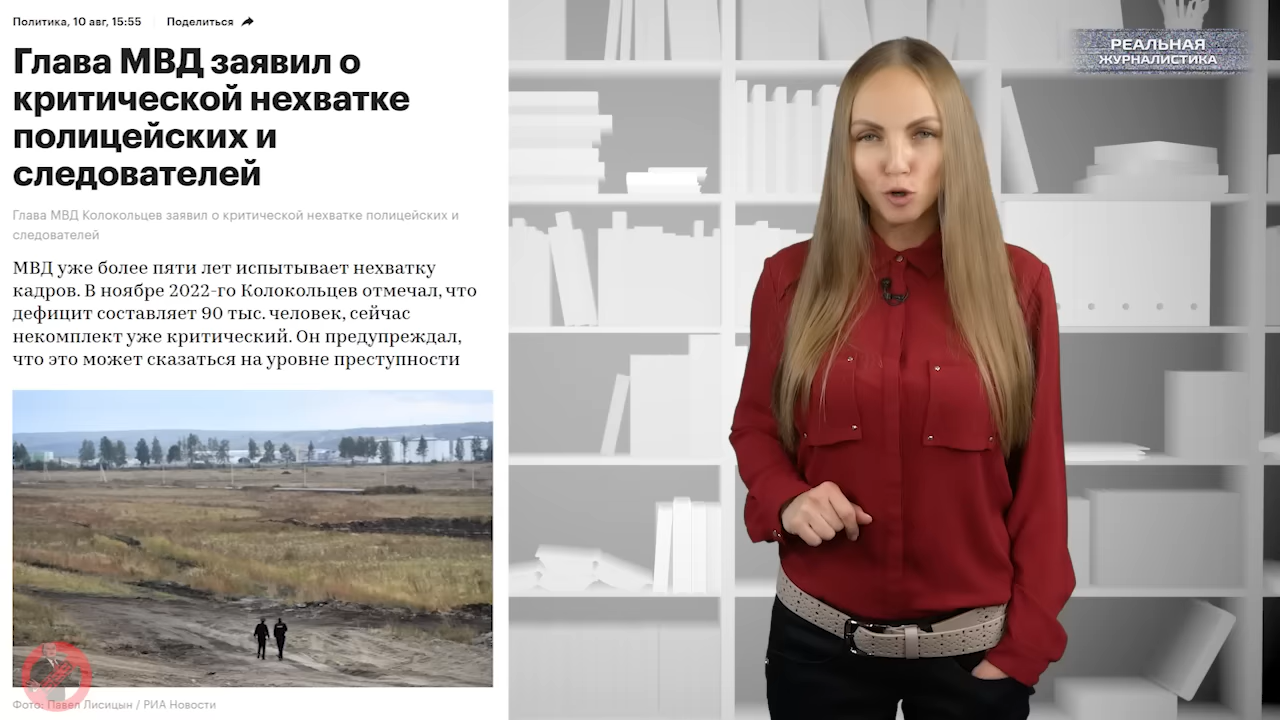 Политика, 10 авг, 15:55
Поделиться
Глава МВД заявил о
критической нехватке
полицейских и
следователей
Глава МВД Колокольцев заявил о критической нехватке полицейских и
следователей
МВД уже более пяти лет испытывает нехватку
кадров. В ноябре 2022-го Колокольцев отмечал, что
дефицит составляет 90 тыс. человек, сейчас
некомплект уже критический. Он предупреждал,
что это может сказаться на уровне преступности
Фото: Павел Лисицын / РИА Новости
РЕАЛЬНАЯ
ЖУРНАЛИСТИКА